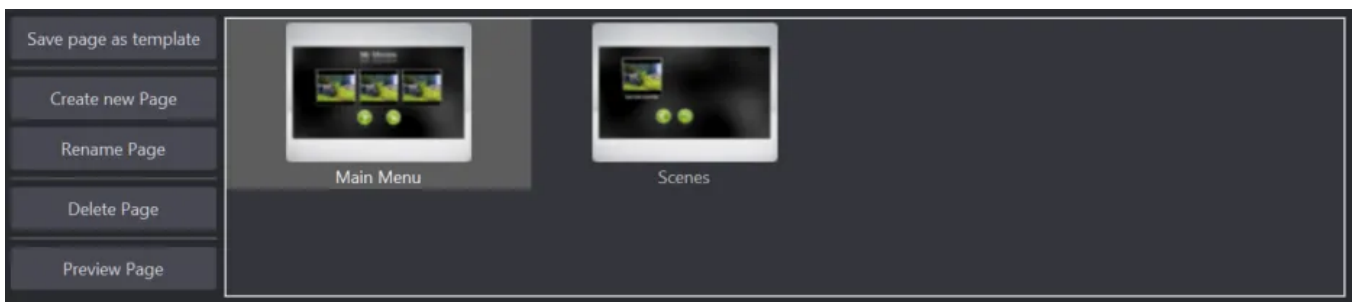 Save page as template
Create new Page
Rename Page
Delete Page
Preview Page
Main Menu
Scenes